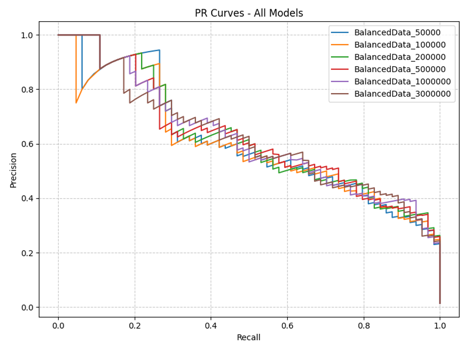 PR Curves - All Models
BalancedData_50000
BalancedData_100000
BalancedData_200000
BalancedData_500000
BalancedData_1000000
BalancedData_3000000
Precision
1.0
0.8
0.6
0.4
0.2
0.0
0.0 0.2 0.4 0.6 0.8 1.0
Recall